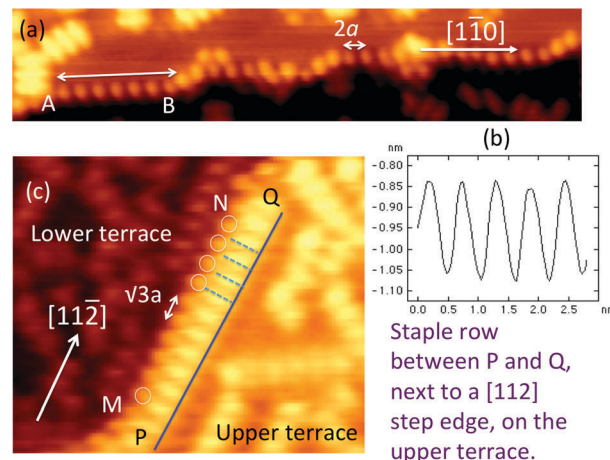 (a)
2a
[11̄0]
A
B
(b)
nm
-0.80
-0.85
-0.90
-0.95
-1.00
-1.05
-1.10
0.0 0.5 1.0 1.5 2.0 2.5 nm
(c)
N
Q
Lower terrace
√3a
[112̄]
M
P
Upper terrace
Staple row
between P and Q,
next to a [112]
step edge, on the
upper terrace.